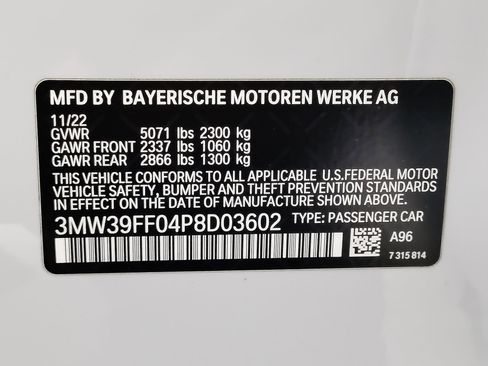 MFD BY BAYERISCHE MOTOREN WERKE AG
11/22
GVWR 5071 lbs 2300 kg
GAWR FRONT 2337 lbs 1060 kg
GAWR REAR 2866 lbs 1300 kg
THIS VEHICLE CONFORMS TO ALL APPLICABLE U.S.FEDERAL MOTOR
VEHICLE SAFETY, BUMPER AND THEFT PREVENTION STANDARDS
IN EFFECT ON THE DATE OF MANUFACTURE SHOWN ABOVE.
3MW39FF04P8D03602 TYPE: PASSENGER CAR
A96
7 315 814